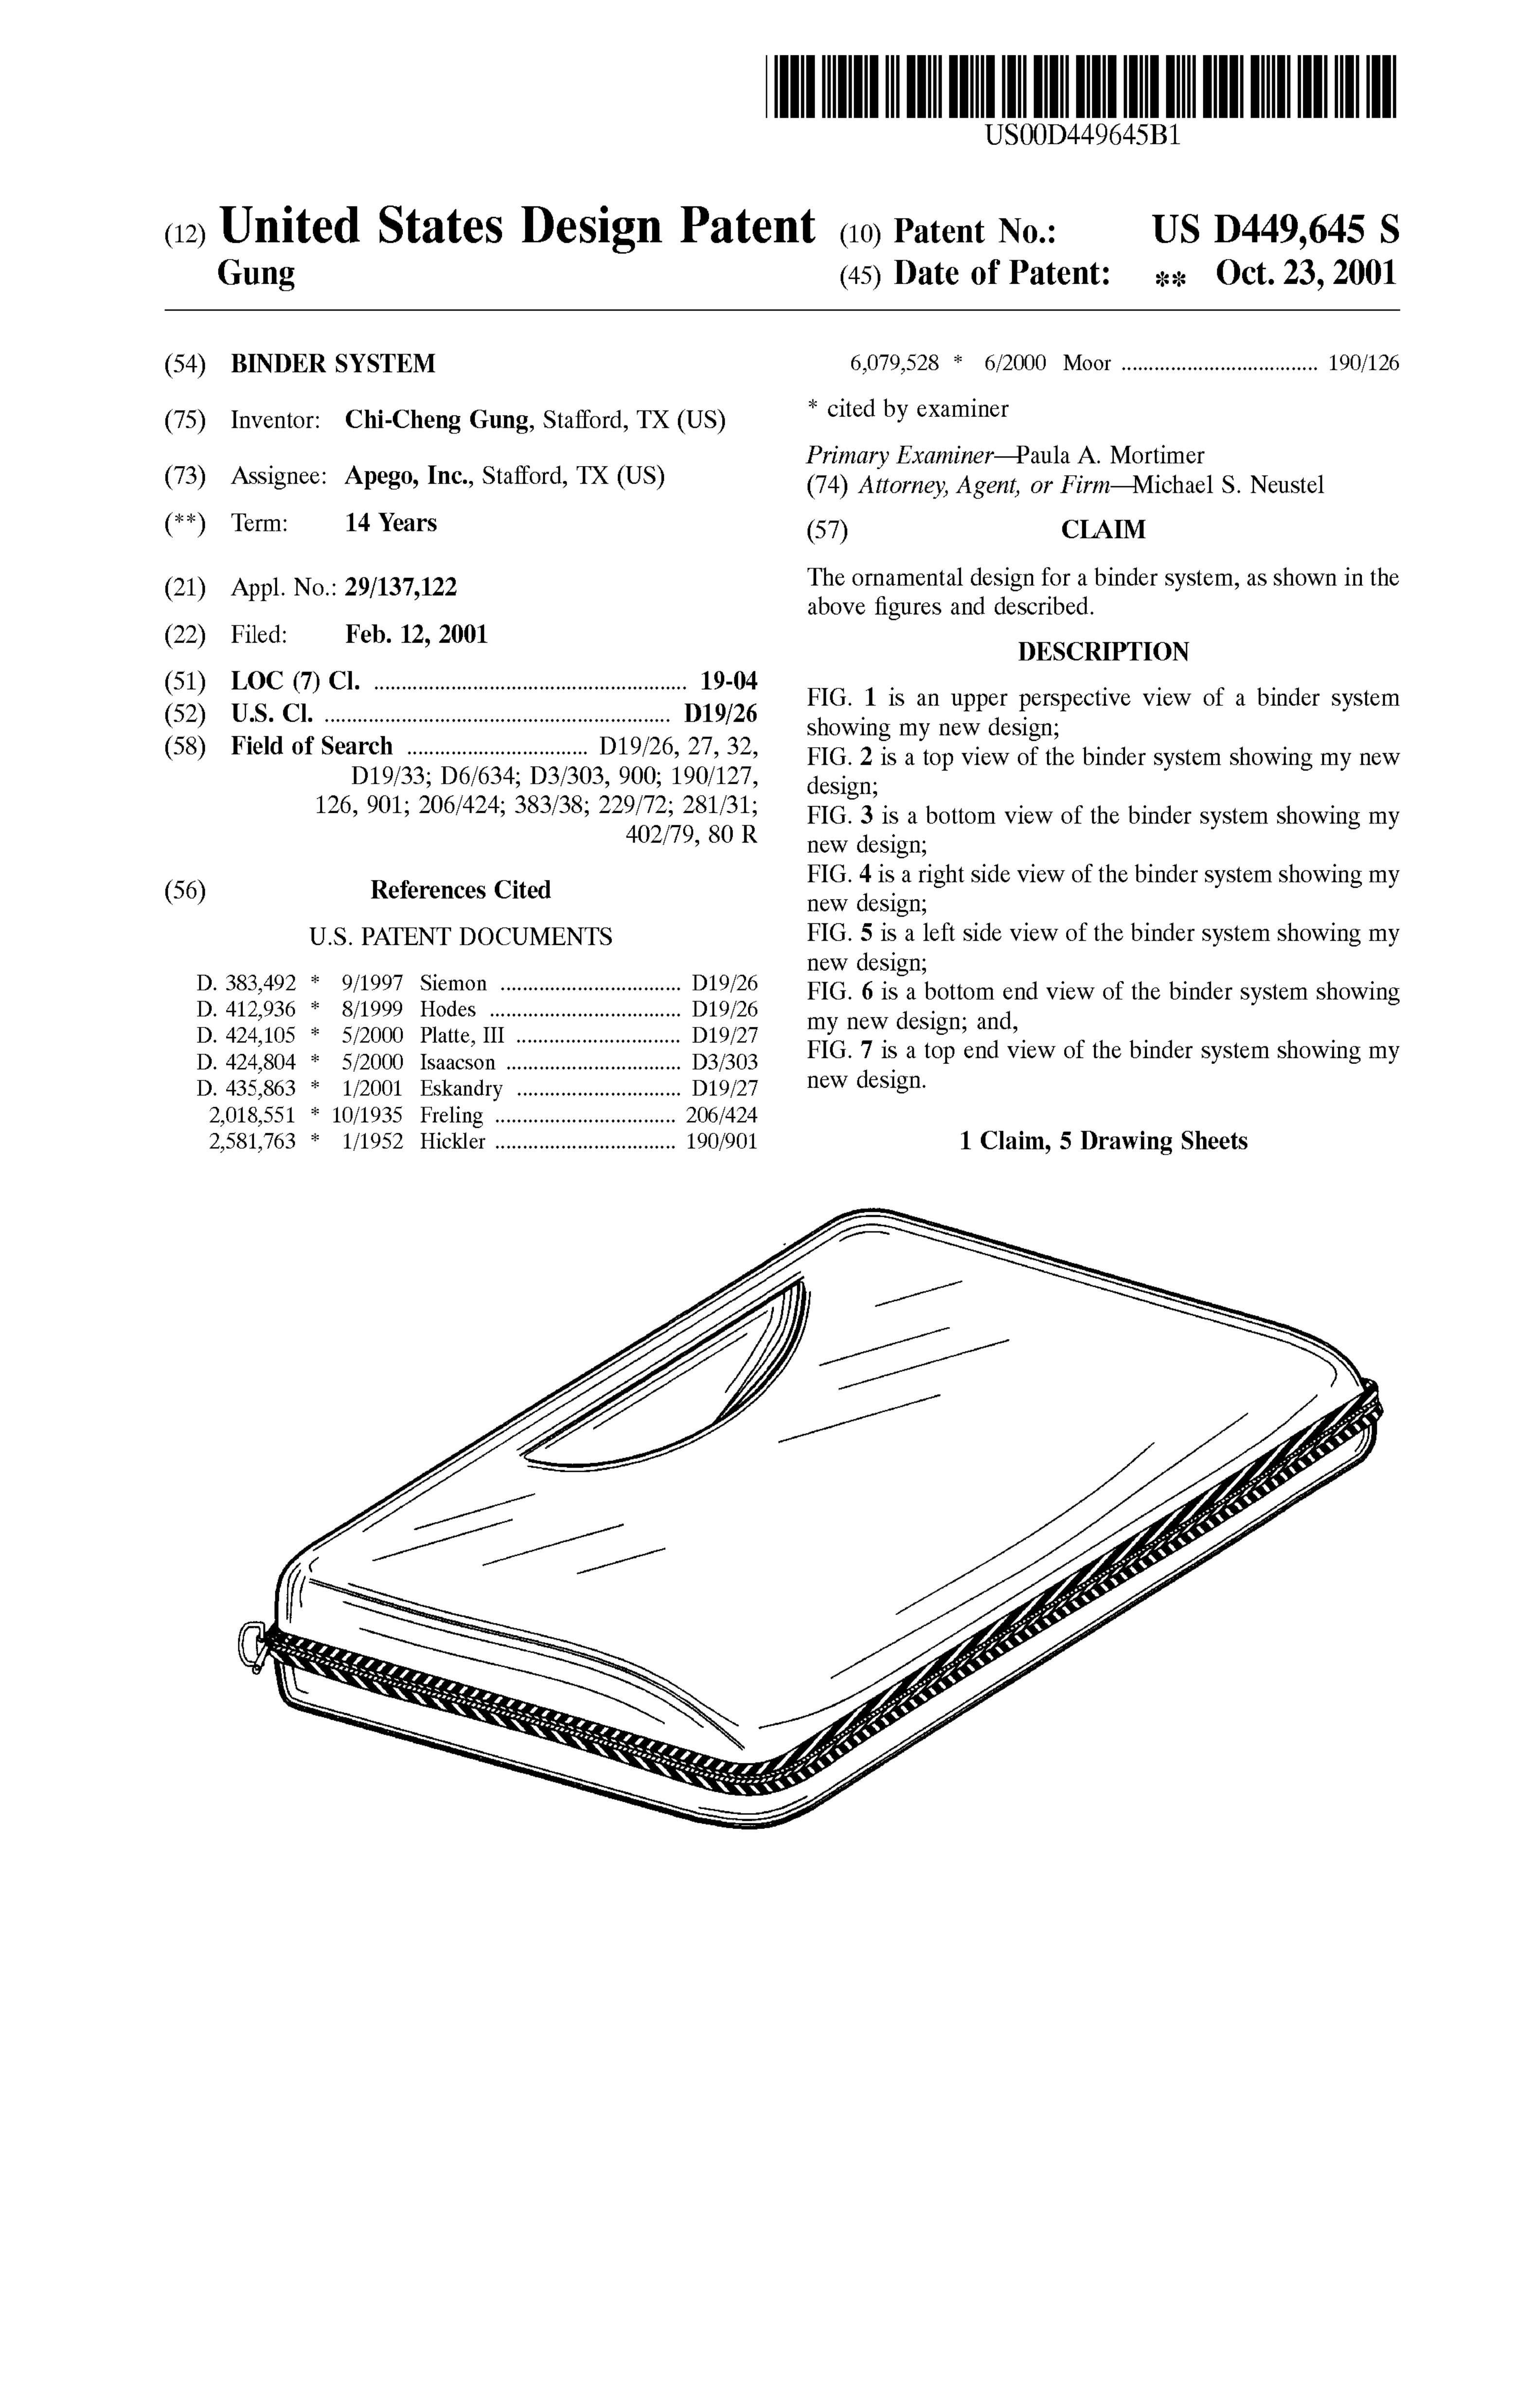 US00D449645B1
(12) United States Design Patent
Gung
(10) Patent No.: US D449,645 S
(45) Date of Patent: ** Oct. 23, 2001
(54) BINDER SYSTEM
(75) Inventor: Chi-Cheng Gung, Stafford, TX (US)
(73) Assignee: Apego, Inc., Stafford, TX (US)
(**) Term: 14 Years
(21) Appl. No.: 29/137,122
(22) Filed: Feb. 12, 2001
(51) LOC (7) Cl. ........................................................ 19-04
(52) U.S. Cl. .............................................................. D19/26
(58) Field of Search ................................ D19/26, 27, 32,
D19/33; D6/634; D3/303, 900; 190/127,
126, 901; 206/424; 383/38; 229/72; 281/31;
402/79, 80 R
(56) References Cited
U.S. PATENT DOCUMENTS
D. 383,492 * 9/1997 Siemon ................................ D19/26
D. 412,936 * 8/1999 Hodes ................................. D19/26
D. 424,105 * 5/2000 Platte, III ............................. D19/27
D. 424,804 * 5/2000 Isaacson ............................... D3/303
D. 435,863 * 1/2001 Eskandry ............................. D19/27
2,018,551 * 10/1935 Freling ................................ 206/424
2,581,763 * 1/1952 Hickler ................................ 190/901
6,079,528 * 6/2000 Moor ................................... 190/126
* cited by examiner
Primary Examiner—Paula A. Mortimer
(74) Attorney, Agent, or Firm—Michael S. Neustel
(57) CLAIM
The ornamental design for a binder system, as shown in the
above figures and described.
DESCRIPTION
FIG. 1 is an upper perspective view of a binder system
showing my new design;
FIG. 2 is a top view of the binder system showing my new
design;
FIG. 3 is a bottom view of the binder system showing my
new design;
FIG. 4 is a right side view of the binder system showing my
new design;
FIG. 5 is a left side view of the binder system showing my
new design;
FIG. 6 is a bottom end view of the binder system showing
my new design; and,
FIG. 7 is a top end view of the binder system showing my
new design.
1 Claim, 5 Drawing Sheets